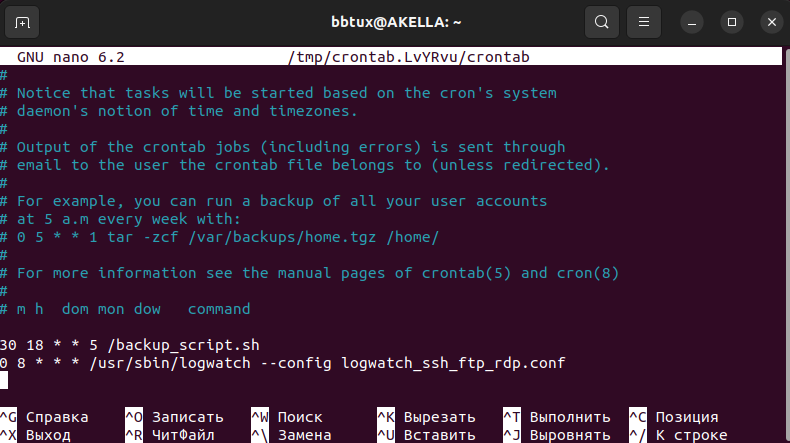 bbtux@AKELLA: ~
GNU nano 6.2 /tmp/crontab.LvYRvu/crontab
#
# Notice that tasks will be started based on the cron's system
# daemon's notion of time and timezones.
#
# Output of the crontab jobs (including errors) is sent through
# email to the user the crontab file belongs to (unless redirected).
#
# For example, you can run a backup of all your user accounts
# at 5 a.m every week with:
# 0 5 * * 1 tar -zcf /var/backups/home.tgz /home/
#
# For more information see the manual pages of crontab(5) and cron(8)
#
# m h  dom mon dow   command
30 18 * * 5 /backup_script.sh
0 8 * * * /usr/sbin/logwatch --config logwatch_ssh_ftp_rdp.conf
^G Справка ^O Записать ^W Поиск ^K Вырезать ^T Выполнить ^C Позиция
^X Выход ^R ЧитФайл ^\ Замена ^U Вставить ^J Выровнять ^/ К строке